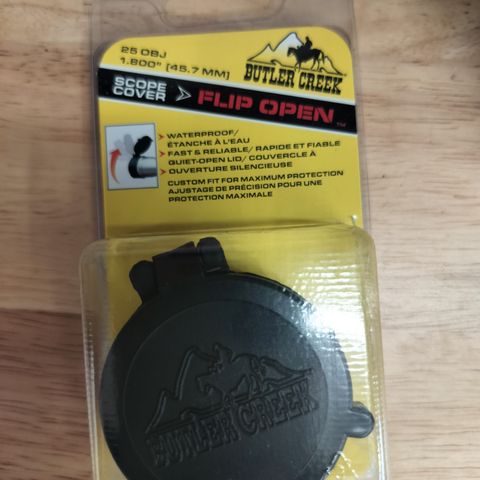 25 OBJ
1.800" [45.7 MM]
BUTLER CREEK
SCOPE
COVER
FLIP OPEN™
WATERPROOF/
ÉTANCHE À L'EAU
FAST & RELIABLE/ RAPIDE ET FIABLE
QUIET-OPEN LID/ COUVERCLE À
OUVERTURE SILENCIEUSE
CUSTOM FIT FOR MAXIMUM PROTECTION
AJUSTAGE DE PRÉCISION POUR UNE
PROTECTION MAXIMALE
BUTLER CREEK